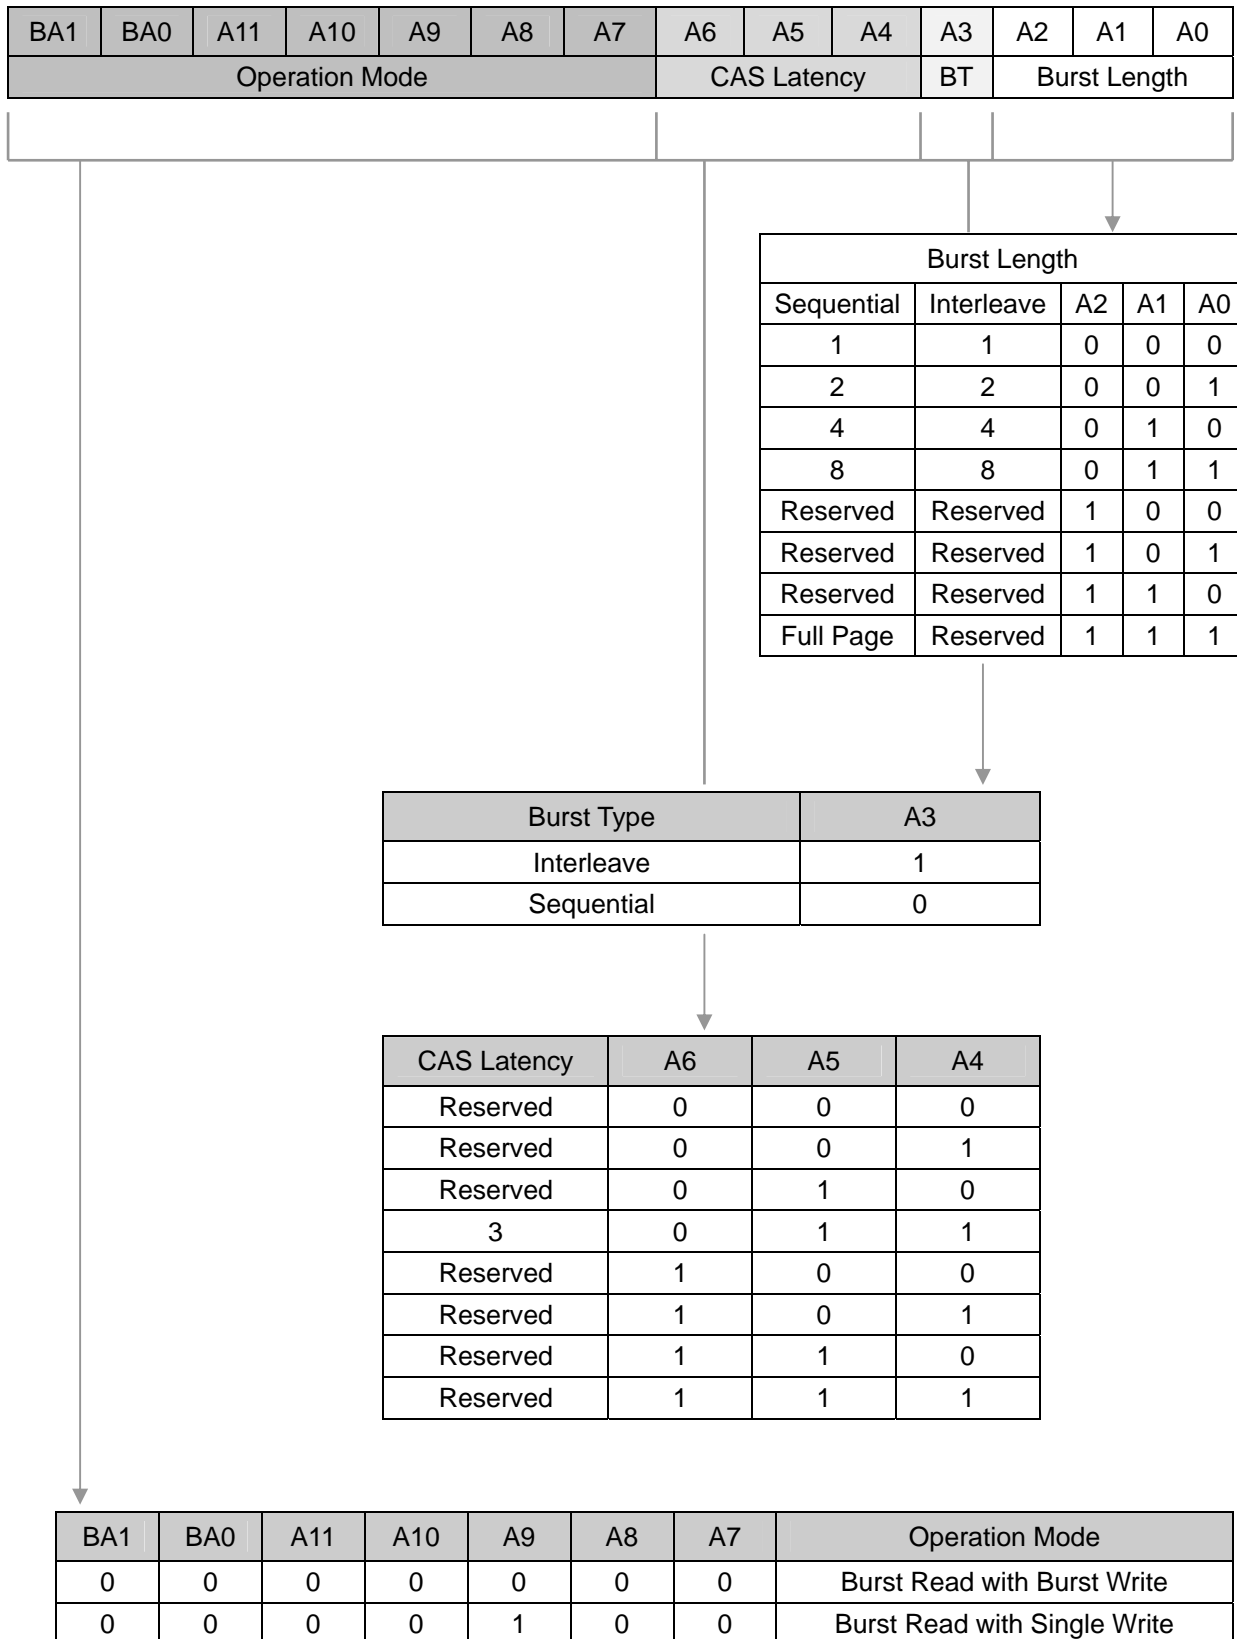 BA1 BA0 A11 A10 A9 A8 A7 A6 A5 A4 A3 A2 A1 A0
Operation Mode CAS Latency BT Burst Length
Burst Length
Sequential Interleave A2 A1 A0
1 1 0 0 0
2 2 0 0 1
4 4 0 1 0
8 8 0 1 1
Reserved Reserved 1 0 0
Reserved Reserved 1 0 1
Reserved Reserved 1 1 0
Full Page Reserved 1 1 1
Burst Type A3
Interleave 1
Sequential 0
CAS Latency A6 A5 A4
Reserved 0 0 0
Reserved 0 0 1
Reserved 0 1 0
3 0 1 1
Reserved 1 0 0
Reserved 1 0 1
Reserved 1 1 0
Reserved 1 1 1
BA1 BA0 A11 A10 A9 A8 A7 Operation Mode
0 0 0 0 0 0 0 Burst Read with Burst Write
0 0 0 0 1 0 0 Burst Read with Single Write